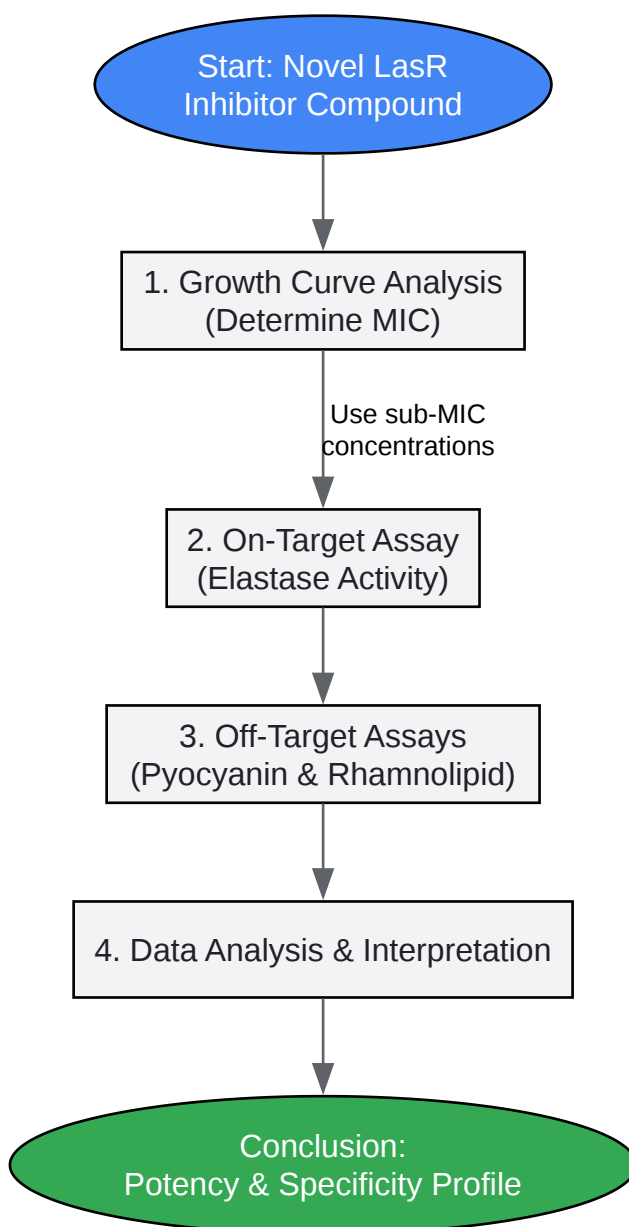 Start: Novel LasR
Inhibitor Compound
1. Growth Curve Analysis
(Determine MIC)
Use sub-MIC
concentrations
2. On-Target Assay
(Elastase Activity)
3. Off-Target Assays
(Pyocyanin & Rhamnolipid)
4. Data Analysis & Interpretation
Conclusion:
Potency & Specificity Profile